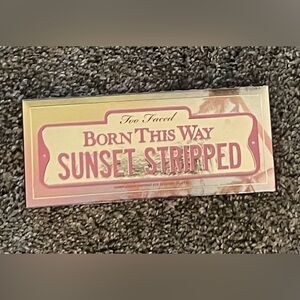 Too Faced
BORN THIS WAY
SUNSET STRIPPED